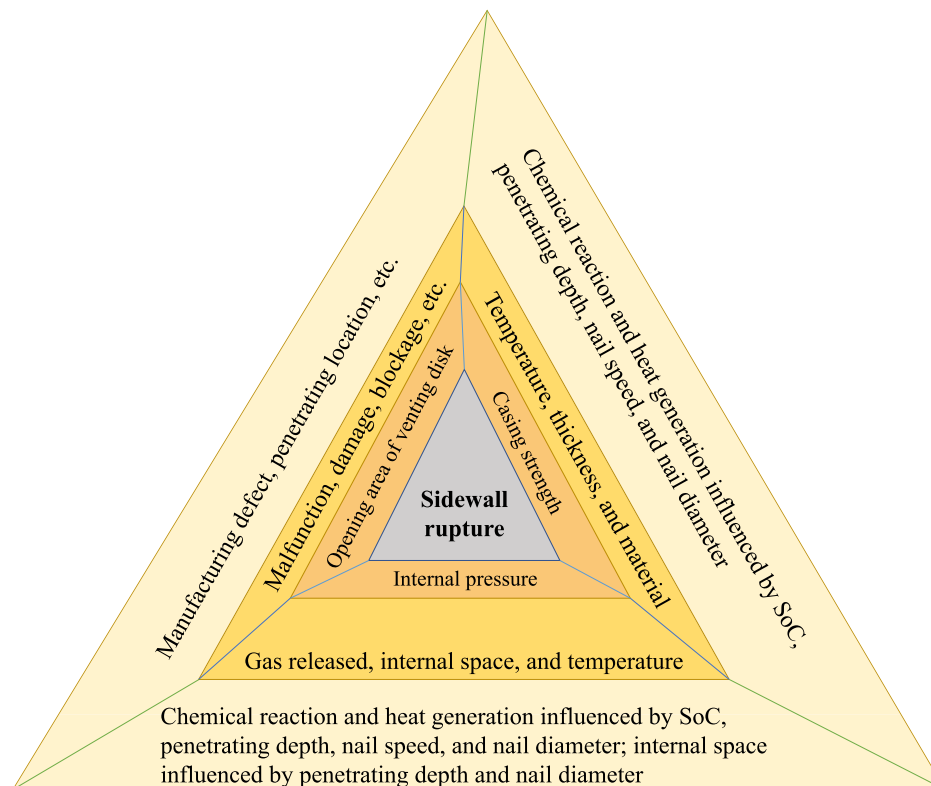 Manufacturing defect, penetrating location, etc.
Malfunction, damage, blockage, etc.
Opening area of venting disk
Sidewall
rupture
Casing strength
Temperature, thickness, and material
Chemical reaction and heat generation influenced by SoC,
penetrating depth, nail speed, and nail diameter
Internal pressure
Gas released, internal space, and temperature
Chemical reaction and heat generation influenced by SoC,
penetrating depth, nail speed, and nail diameter; internal space
influenced by penetrating depth and nail diameter